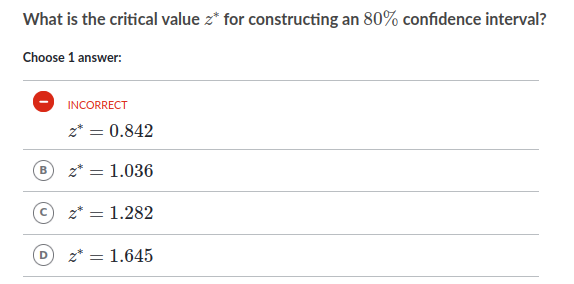 What is the critical value z* for constructing an 80% confidence interval?
Choose 1 answer:
INCORRECT
z* = 0.842
B z* = 1.036
C z* = 1.282
D z* = 1.645